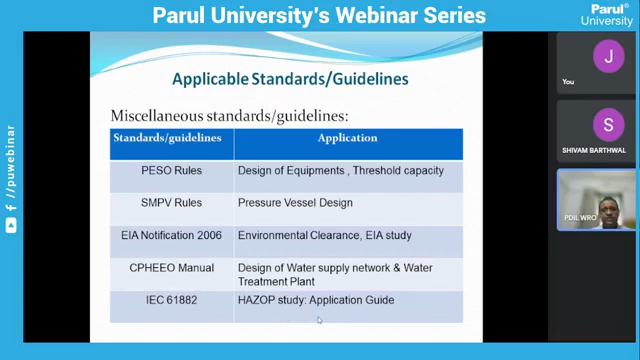 Parul University's Webinar Series
Parul®
University
Applicable Standards/Guidelines
Miscellaneous standards/guidelines:
Standards/guidelines Application
PESO Rules Design of Equipments , Threshold capacity
SMPV Rules Pressure Vessel Design
EIA Notification 2006 Environmental Clearance, EIA study
CPHEEO Manual Design of Water supply network & Water
Treatment Plant
IEC 61882 HAZOP study: Application Guide
J
You
S
SHIVAM BARTHWAL
PDIL WRO
/puwebinar
f